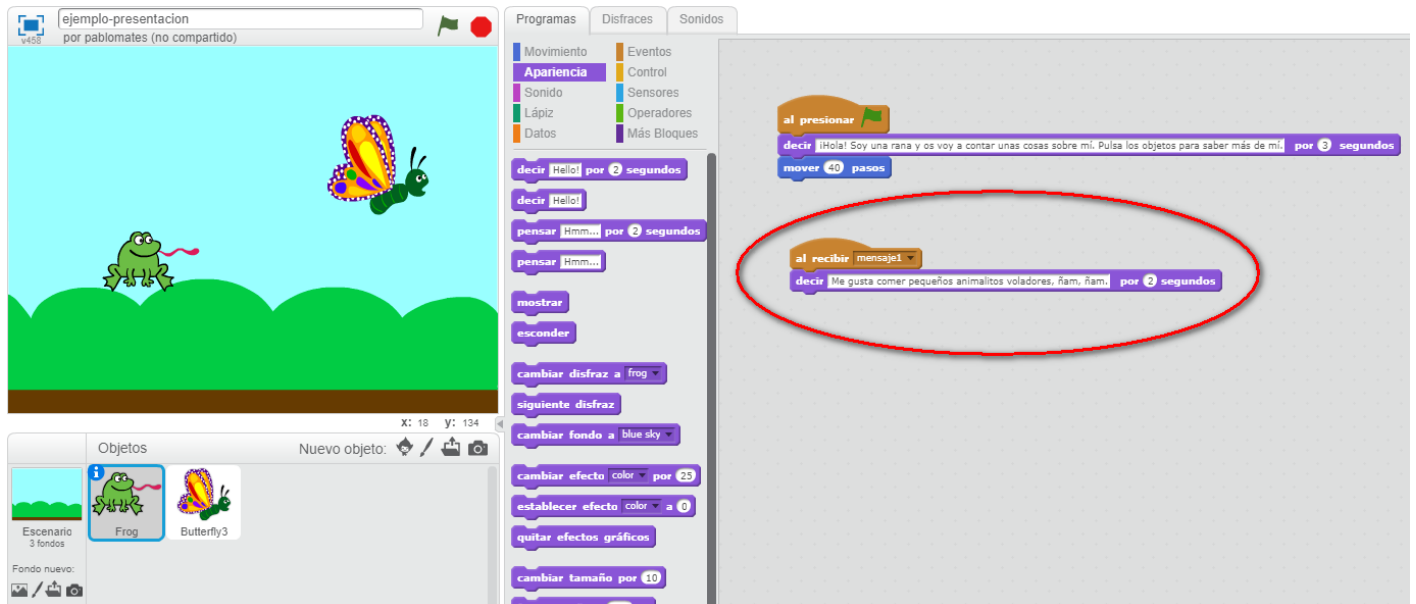 ejemplo-presentacion
v458
por pablomates (no compartido)
x: 18 y: 134
Objetos
Nuevo objeto:
Escenario
3 fondos
Fondo nuevo:
Frog
Butterfly3
Programas
Disfraces
Sonidos
Movimiento
Eventos
Apariencia
Control
Sonido
Sensores
Lápiz
Operadores
Datos
Más Bloques
decir Hello! por 2 segundos
decir Hello!
pensar Hmm... por 2 segundos
pensar Hmm...
mostrar
esconder
cambiar disfraz a frog
siguiente disfraz
cambiar fondo a blue sky
cambiar efecto color por 25
establecer efecto color a 0
quitar efectos gráficos
cambiar tamaño por 10
al presionar
decir ¡Hola! Soy una rana y os voy a contar unas cosas sobre mí. Pulsa los objetos para saber más de mí. por 3 segundos
mover 40 pasos
al recibir mensaje1
decir Me gusta comer pequeños animalitos voladores, ñam, ñam. por 2 segundos